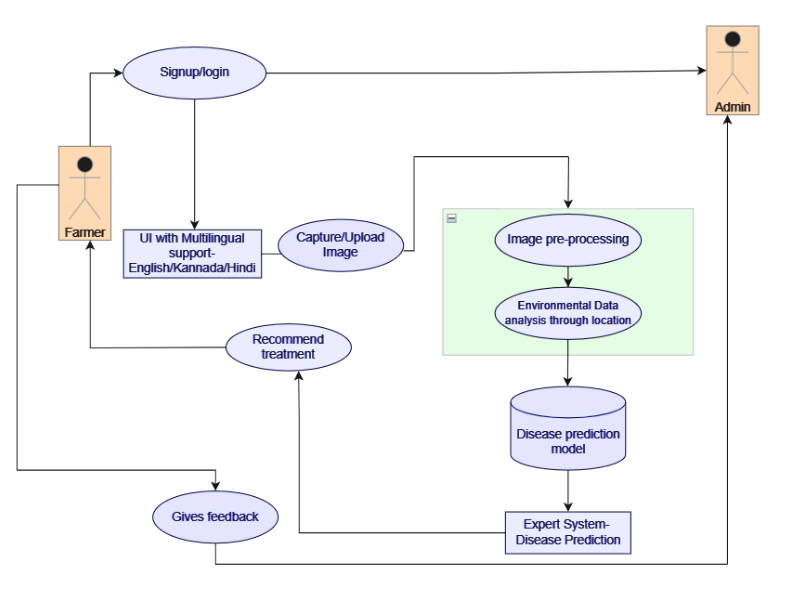 Signup/login
Admin
Farmer
UI with Multilingual
support-
English/Kannada/Hindi
Capture/Upload
Image
Image pre-processing
Environmental Data
analysis through location
Recommend
treatment
Disease prediction
model
Gives feedback
Expert System-
Disease Prediction